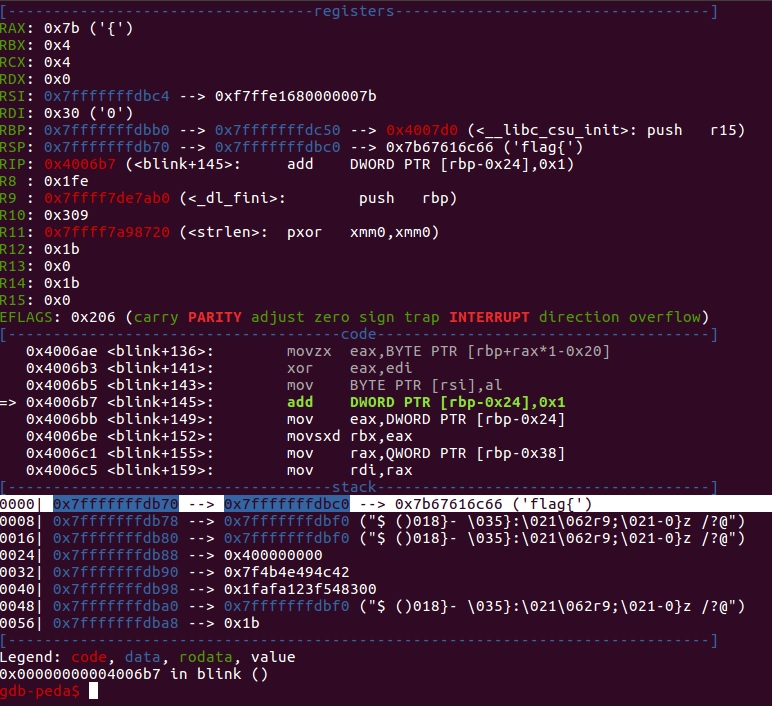 [----------------------------------registers-----------------------------------]
RAX: 0x7b ('{')
RBX: 0x4
RCX: 0x4
RDX: 0x0
RSI: 0x7fffffffdbc4 --> 0xf7ffe1680000007b
RDI: 0x30 ('0')
RBP: 0x7fffffffdbb0 --> 0x7fffffffdc50 --> 0x4007d0 (<__libc_csu_init>: push   r15)
RSP: 0x7fffffffdb70 --> 0x7fffffffdbc0 --> 0x7b67616c66 ('flag{')
RIP: 0x4006b7 (<blink+145>:     add    DWORD PTR [rbp-0x24],0x1)
R8 : 0x1fe
R9 : 0x7ffff7de7ab0 (<_dl_fini>:        push   rbp)
R10: 0x309
R11: 0x7ffff7a98720 (<strlen>:  pxor   xmm0,xmm0)
R12: 0x1b
R13: 0x0
R14: 0x1b
R15: 0x0
EFLAGS: 0x206 (carry PARITY adjust zero sign trap INTERRUPT direction overflow)
[-------------------------------------code-------------------------------------]
   0x4006ae <blink+136>:        movzx  eax,BYTE PTR [rbp+rax*1-0x20]
   0x4006b3 <blink+141>:        xor    eax,edi
   0x4006b5 <blink+143>:        mov    BYTE PTR [rsi],al
=> 0x4006b7 <blink+145>:        add    DWORD PTR [rbp-0x24],0x1
   0x4006bb <blink+149>:        mov    eax,DWORD PTR [rbp-0x24]
   0x4006be <blink+152>:        movsxd rbx,eax
   0x4006c1 <blink+155>:        mov    rax,QWORD PTR [rbp-0x38]
   0x4006c5 <blink+159>:        mov    rdi,rax
[------------------------------------stack-------------------------------------]
0000| 0x7fffffffdb70 --> 0x7fffffffdbc0 --> 0x7b67616c66 ('flag{')
0008| 0x7fffffffdb78 --> 0x7fffffffdbf0 ("$ ()018}- \035}:\021\062r9;\021-0}z /?@")
0016| 0x7fffffffdb80 --> 0x7fffffffdbf0 ("$ ()018}- \035}:\021\062r9;\021-0}z /?@")
0024| 0x7fffffffdb88 --> 0x400000000
0032| 0x7fffffffdb90 --> 0x7f4b4e494c42
0040| 0x7fffffffdb98 --> 0x1fafa123f548300
0048| 0x7fffffffdba0 --> 0x7fffffffdbf0 ("$ ()018}- \035}:\021\062r9;\021-0}z /?@")
0056| 0x7fffffffdba8 --> 0x1b
[------------------------------------------------------------------------------]
Legend: code, data, rodata, value
0x00000000004006b7 in blink ()
gdb-peda$